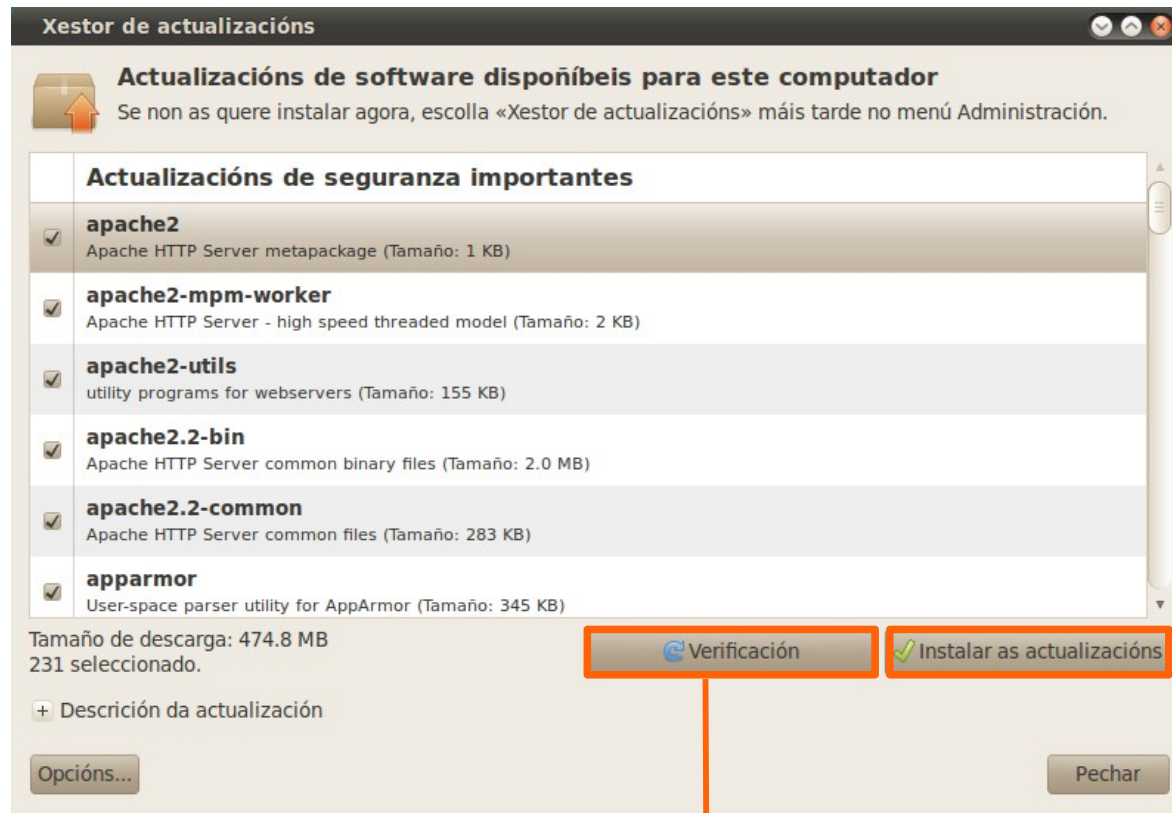 Xestor de actualizacións
Actualizacións de software dispoñíbeis para este computador
Se non as quere instalar agora, escolla «Xestor de actualizacións» máis tarde no menú Administración.
Actualizacións de seguranza importantes
apache2
Apache HTTP Server metapackage (Tamaño: 1 KB)
apache2-mpm-worker
Apache HTTP Server - high speed threaded model (Tamaño: 2 KB)
apache2-utils
utility programs for webservers (Tamaño: 155 KB)
apache2.2-bin
Apache HTTP Server common binary files (Tamaño: 2.0 MB)
apache2.2-common
Apache HTTP Server common files (Tamaño: 283 KB)
apparmor
User-space parser utility for AppArmor (Tamaño: 345 KB)
Tamaño de descarga: 474.8 MB
231 seleccionado.
Verificación
Instalar as actualizacións
Descrición da actualización
Opcións...
Pechar